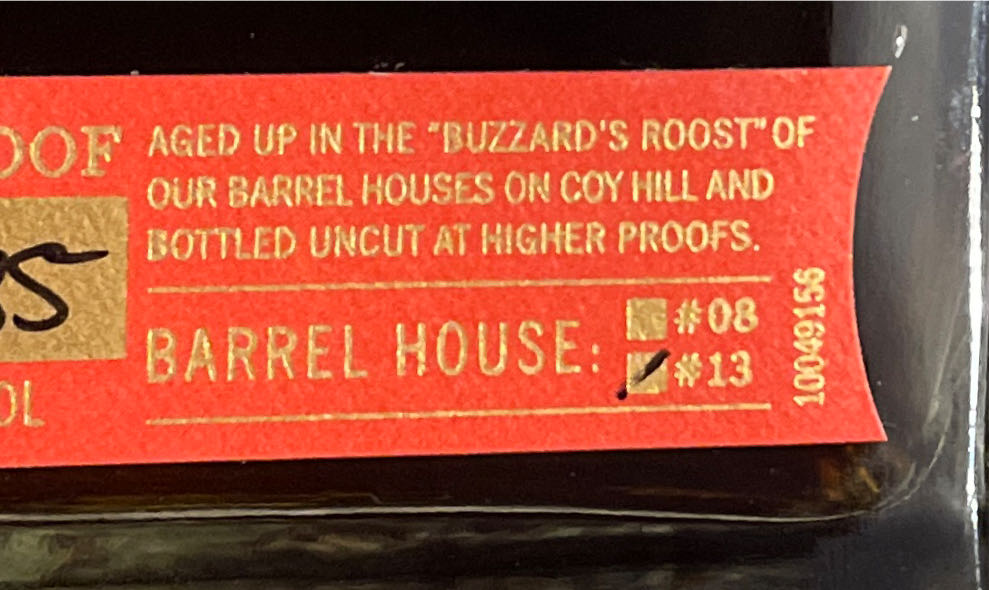 OOF
AGED UP IN THE "BUZZARD'S ROOST" OF
OUR BARREL HOUSES ON COY HILL AND
BOTTLED UNCUT AT HIGHER PROOFS.
BARREL HOUSE:
#08
#13
10049156
OL